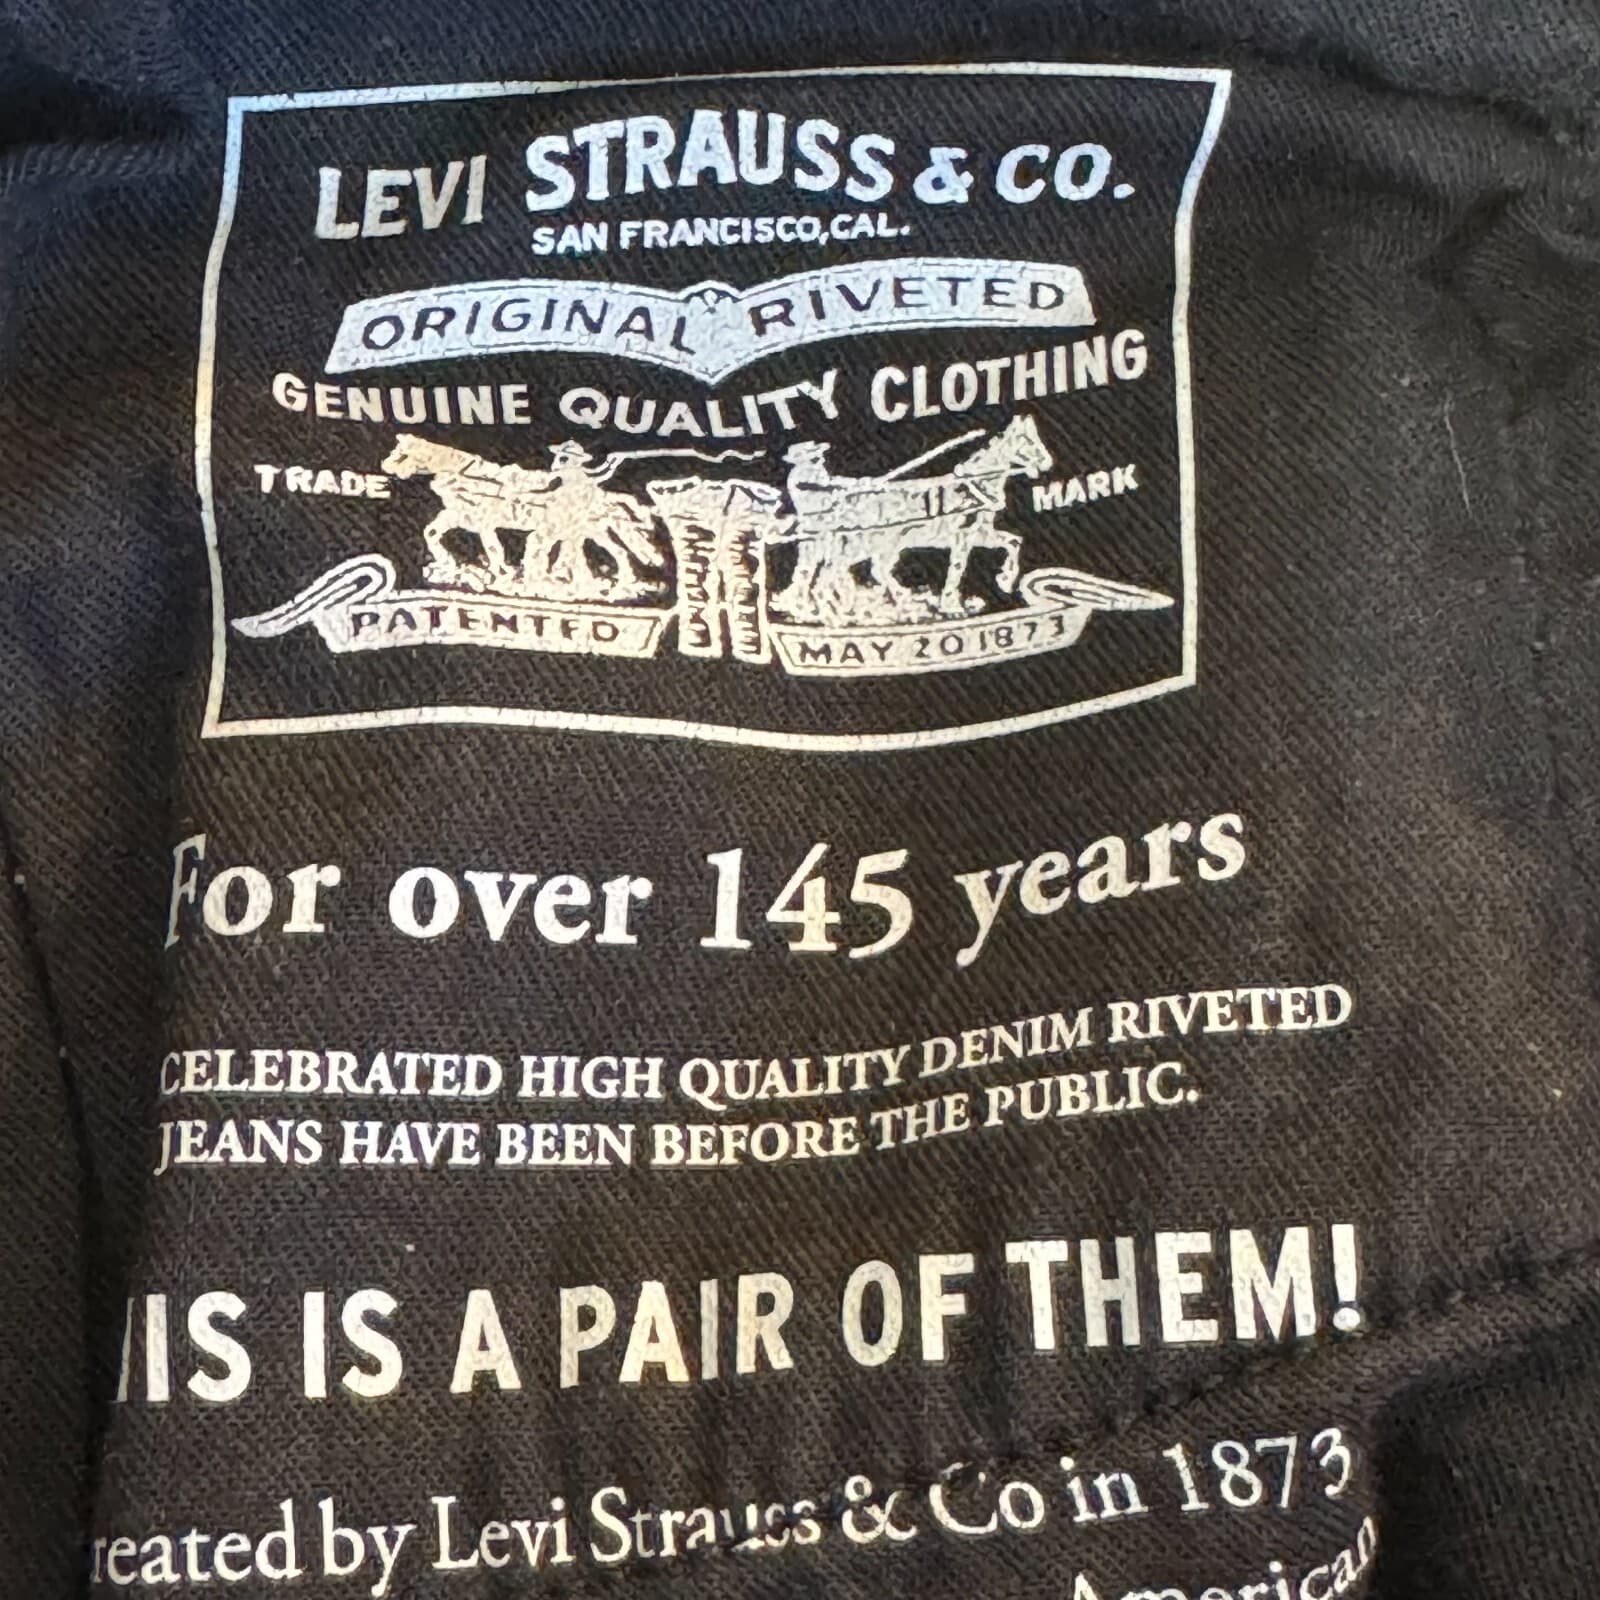 LEVI STRAUSS & CO.
SAN FRANCISCO, CAL.
ORIGINAL RIVETED
GENUINE QUALITY CLOTHING
TRADE MARK
PATENTED MAY 20 1873
For over 145 years
CELEBRATED HIGH QUALITY DENIM RIVETED
JEANS HAVE BEEN BEFORE THE PUBLIC.
IS IS A PAIR OF THEM!
reated by Levi Strauss & Co in 1873
American